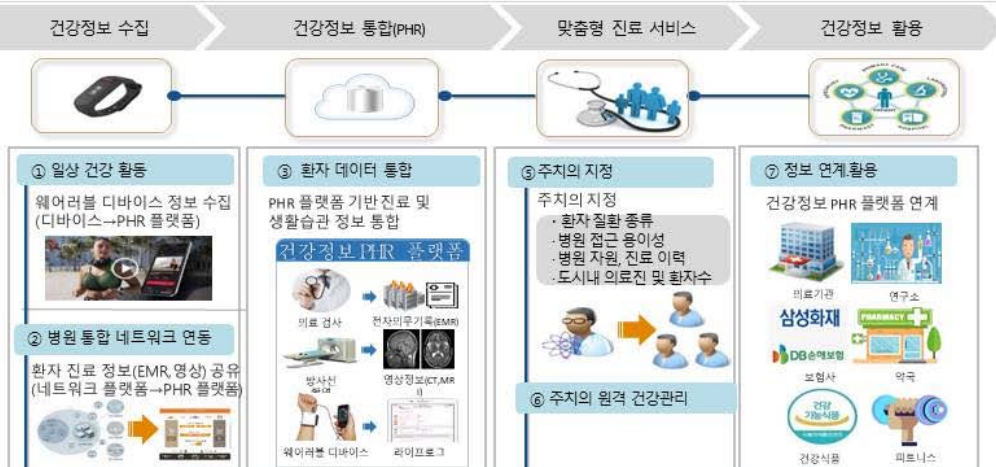 건강정보 수집
건강정보 통합(PHR)
맞춤형 진료 서비스
건강정보 활용
① 일상 건강 활동
웨어러블 디바이스 정보 수집
(디바이스→PHR 플랫폼)
② 병원 통합 네트워크 연동
환자 진료 정보(EMR,영상) 공유
(네트워크 플랫폼→PHR 플랫폼)
③ 환자 데이터 통합
PHR 플랫폼 기반진료 및
생활습관 정보 통합
건강정보 PHR 플랫폼
의료 검사
전자의무기록(EMR)
방사선
영상정보(CT,MR
I)
웨어러블 디바이스
라이프로그
⑤주치의 지정
주치의 지정
· 환자 질환 종류
·병원 접근 용이성
·병원 자원, 진료 이력
·도시내 의료진 및 환자수
⑥ 주치의 원격 건강관리
⑦ 정보 연계.활용
건강정보 PHR 플랫폼 연계
의료기관
연구소
삼성화재
DB손해보험
PHARMACY
보험사
약국
건강
기능식품
건강식품
피트니스